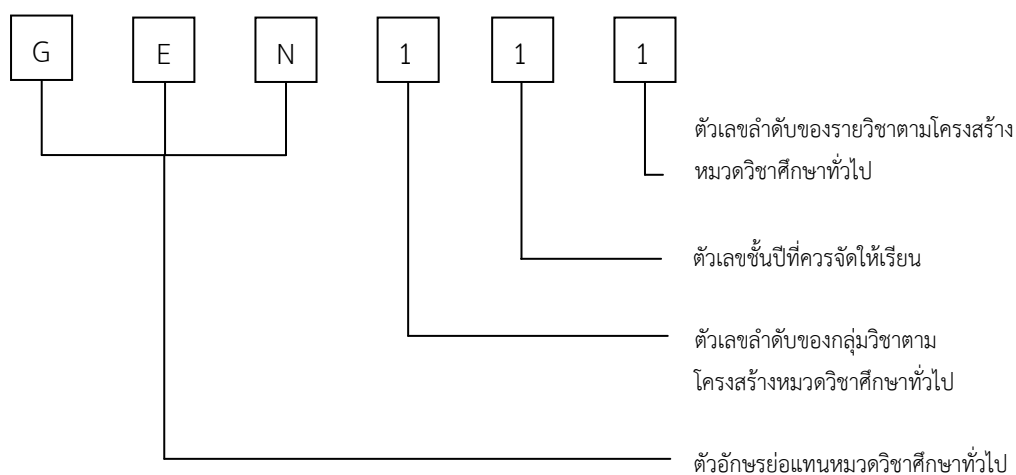 G E N 1 1 1
ตัวเลขลำดับของรายวิชาตามโครงสร้าง
หมวดวิชาศึกษาทั่วไป
ตัวเลขชั้นปีที่ควรจัดให้เรียน
ตัวเลขลำดับของกลุ่มวิชาตาม
โครงสร้างหมวดวิชาศึกษาทั่วไป
ตัวอักษรย่อแทนหมวดวิชาศึกษาทั่วไป